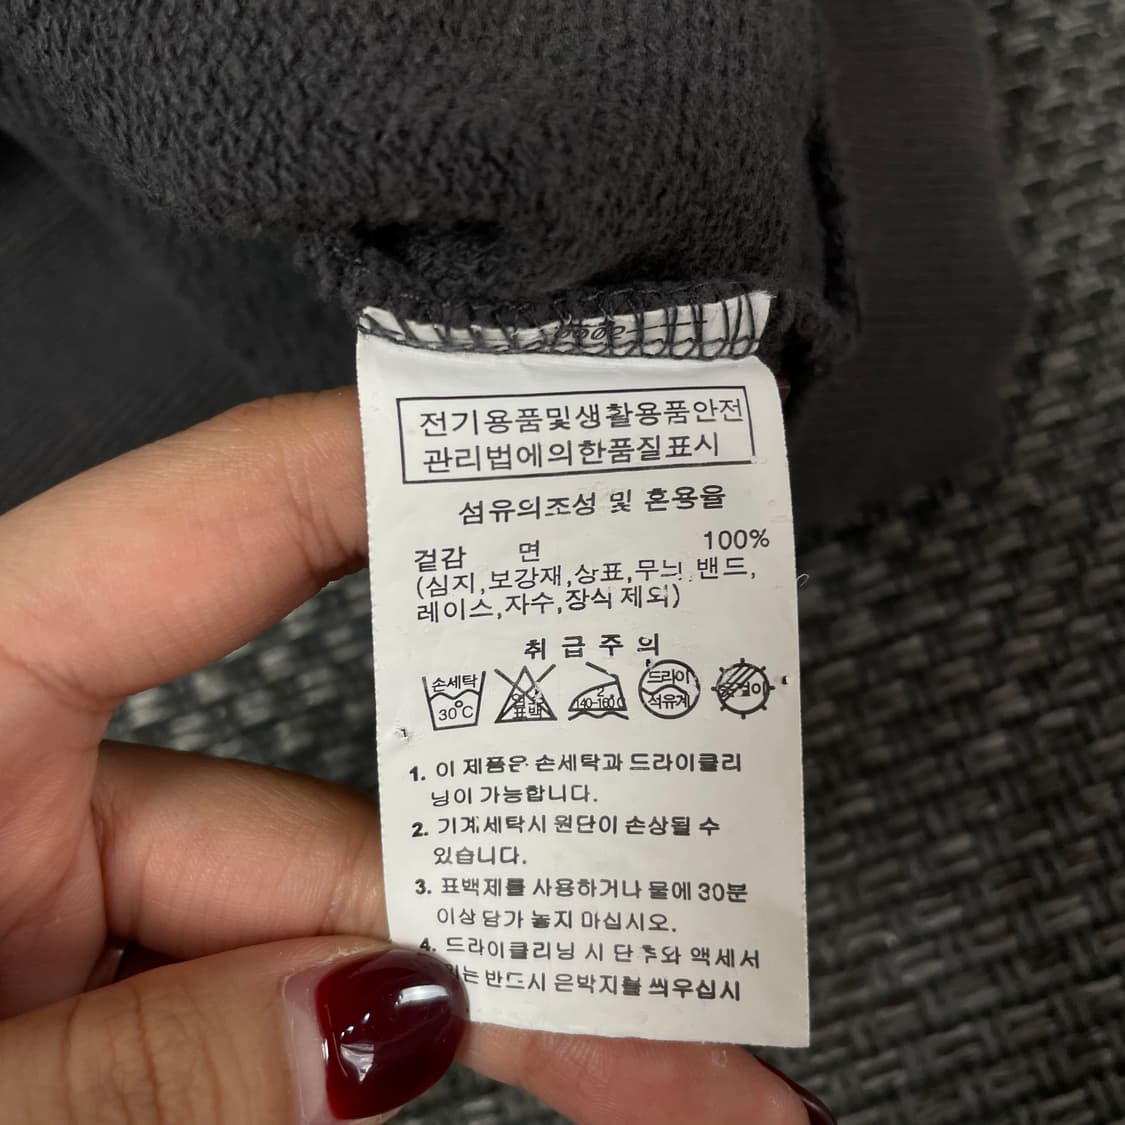 전기용품및생활용품안전
관리법에의한품질표시
섬유의조성 및 혼용율
겉감 면 100%
(심지,보강재,상표,무늬,밴드,
레이스,자수,장식 제외)
취급주의
손세탁
30°C
표백
2
140-160C
드라이
석유계
1. 이 제품은 손세탁과 드라이클리
닝이 가능합니다.
2. 기계세탁시 원단이 손상될 수
있습니다.
3. 표백제를 사용하거나 물에 30분
이상 담가 놓지 마십시오.
4. 드라이클리닝 시 단추와 액세서
는 반드시 은박지를 씌우십시